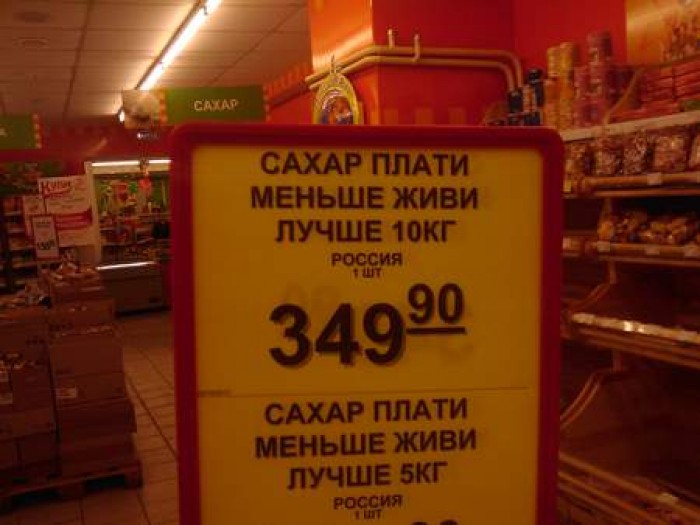 САХАР
САХАР ПЛАТИ
МЕНЬШЕ ЖИВИ
ЛУЧШЕ 10КГ
РОССИЯ
1 ШТ
349 90
САХАР ПЛАТИ
МЕНЬШЕ ЖИВИ
ЛУЧШЕ 5КГ
РОССИЯ
1 ШТ